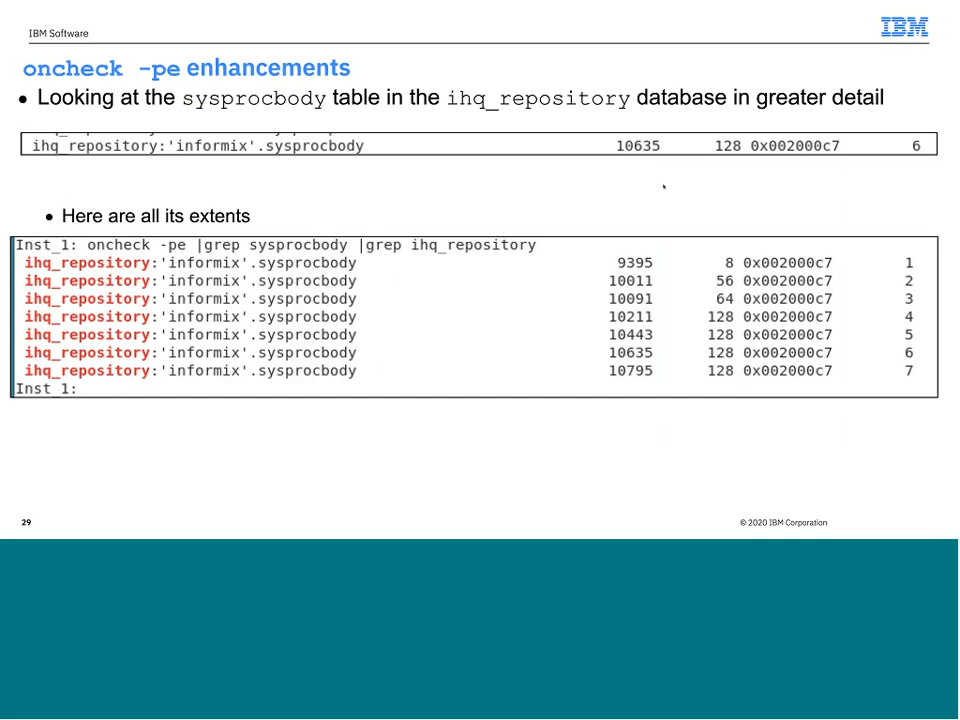 IBM Software
IBM
oncheck -pe enhancements
• Looking at the sysprocbody table in the ihq_repository database in greater detail
ihq_repository:'informix'.sysprocbody 10635 128 0x002000c7 6
• Here are all its extents
Inst_1: oncheck -pe |grep sysprocbody |grep ihq_repository
ihq_repository:'informix'.sysprocbody 9395 8 0x002000c7 1
ihq_repository:'informix'.sysprocbody 10011 56 0x002000c7 2
ihq_repository:'informix'.sysprocbody 10091 64 0x002000c7 3
ihq_repository:'informix'.sysprocbody 10211 128 0x002000c7 4
ihq_repository:'informix'.sysprocbody 10443 128 0x002000c7 5
ihq_repository:'informix'.sysprocbody 10635 128 0x002000c7 6
ihq_repository:'informix'.sysprocbody 10795 128 0x002000c7 7
Inst_1:
29
© 2020 IBM Corporation